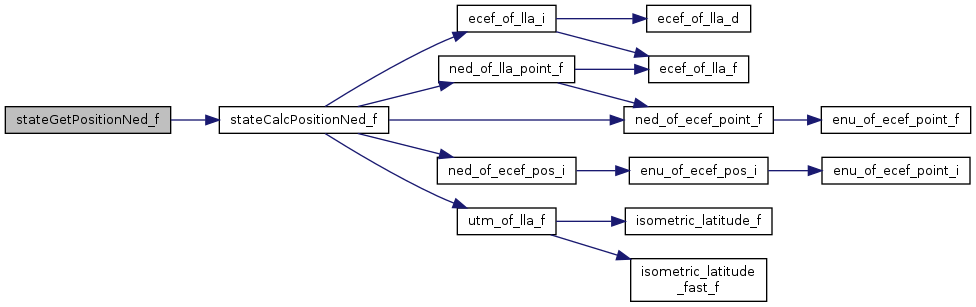 stateGetPositionNed_f
stateCalcPositionNed_f
ecef_of_lla_i
ecef_of_lla_d
ned_of_lla_point_f
ecef_of_lla_f
ned_of_ecef_point_f
enu_of_ecef_point_f
ned_of_ecef_pos_i
enu_of_ecef_pos_i
enu_of_ecef_point_i
utm_of_lla_f
isometric_latitude_f
isometric_latitude
_fast_f